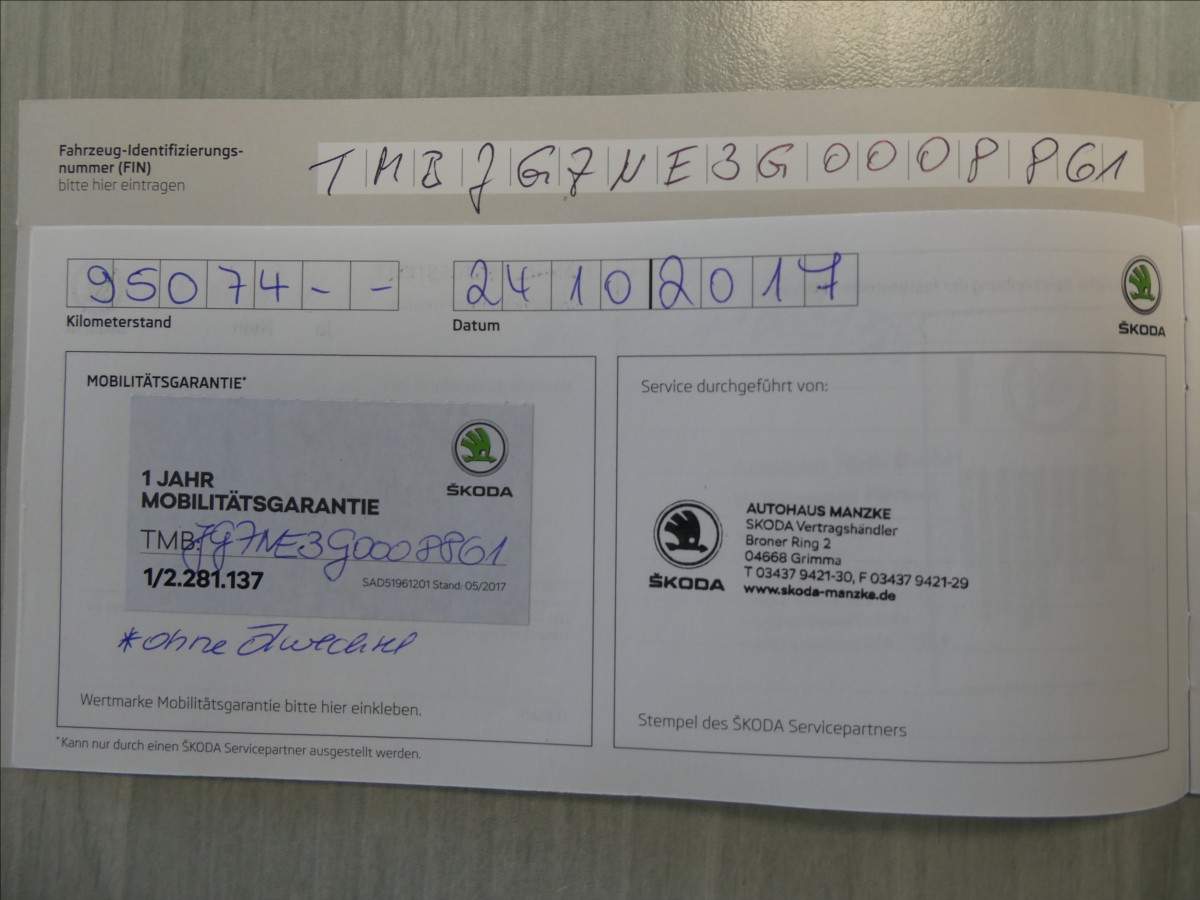 Fahrzeug-Identifizierungs-
nummer (FIN)
bitte hier eintragen
TMBJG7NE3G0008861
95074--
Kilometerstand
24102017
Datum
ŠKODA
MOBILITÄTSGARANTIE*
ŠKODA
1 JAHR
MOBILITÄTSGARANTIE
TMBJG7NE3G0008861
1/2.281.137
SAD51961201 Stand: 05/2017
*ohne Ölwechsel
Wertmarke Mobilitätsgarantie bitte hier einkleben.
*Kann nur durch einen ŠKODA Servicepartner ausgestellt werden.
Service durchgeführt von:
ŠKODA
AUTOHAUS MANZKE
SKODA Vertragshändler
Broner Ring 2
04668 Grimma
T 03437 9421-30, F 03437 9421-29
www.skoda-manzke.de
Stempel des ŠKODA Servicepartners